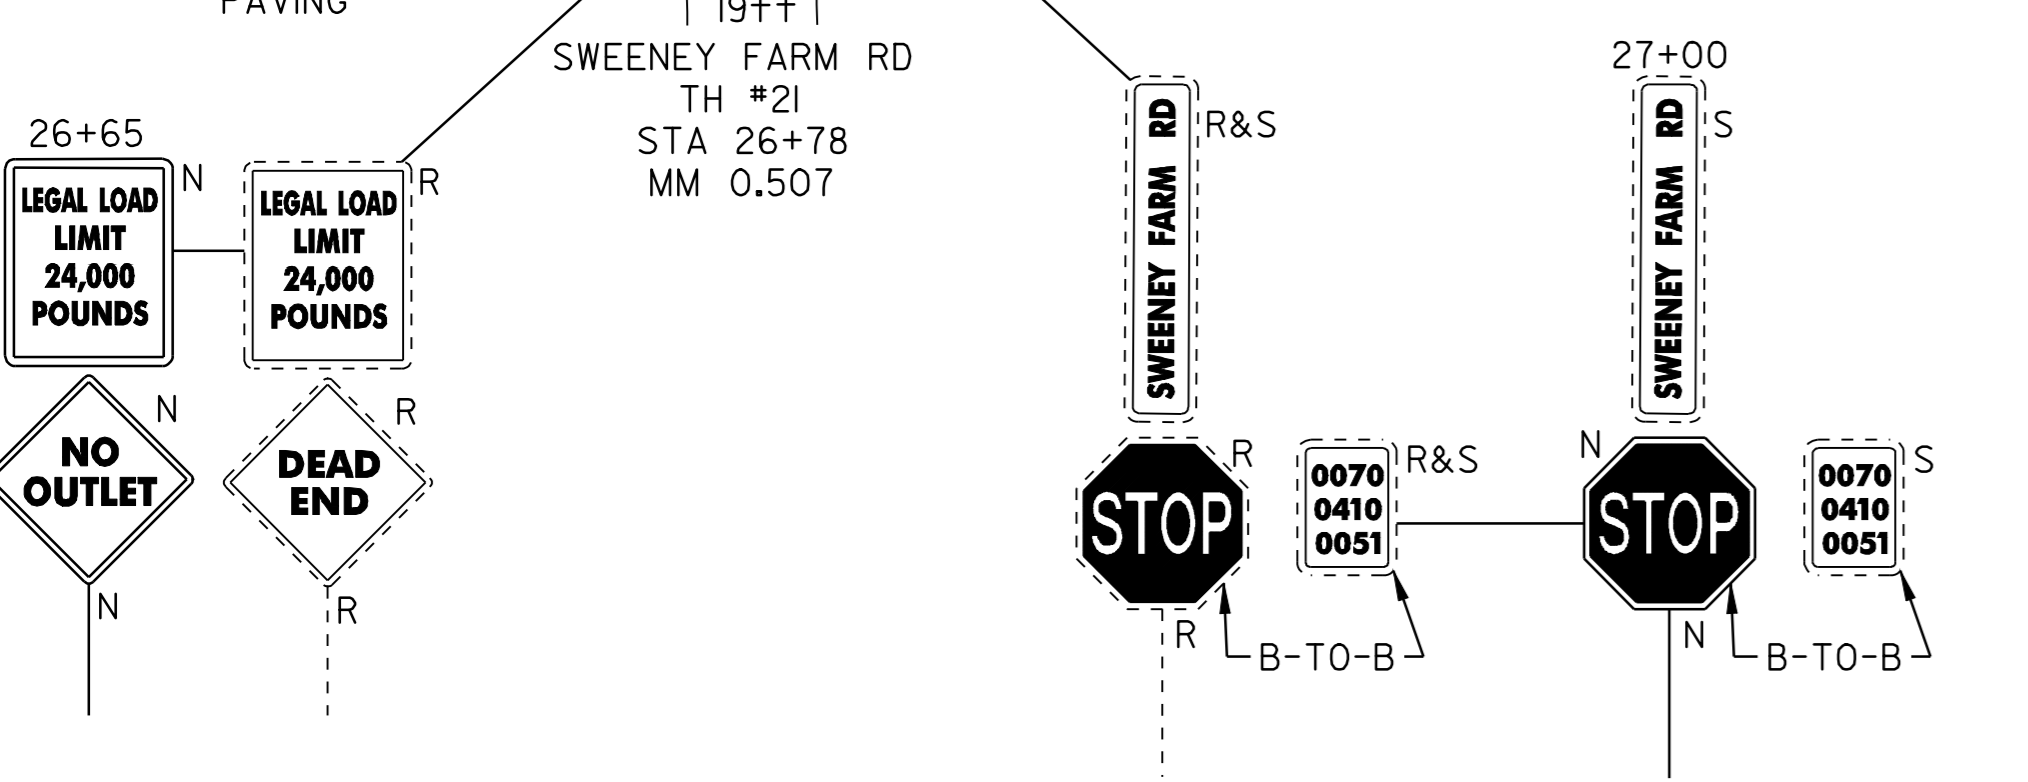 PAVING
19++
SWEENEY FARM RD
TH #21
STA 26+78
MM 0.507
26+65
N
LEGAL LOAD
LIMIT
24,000
POUNDS
R
LEGAL LOAD
LIMIT
24,000
POUNDS
N
NO
OUTLET
N
R
DEAD
END
R
SWEENEY FARM RD
R&S
R
STOP
R
R&S
0070
0410
0051
B-TO-B
27+00
SWEENEY FARM RD
S
N
STOP
N
S
0070
0410
0051
B-TO-B